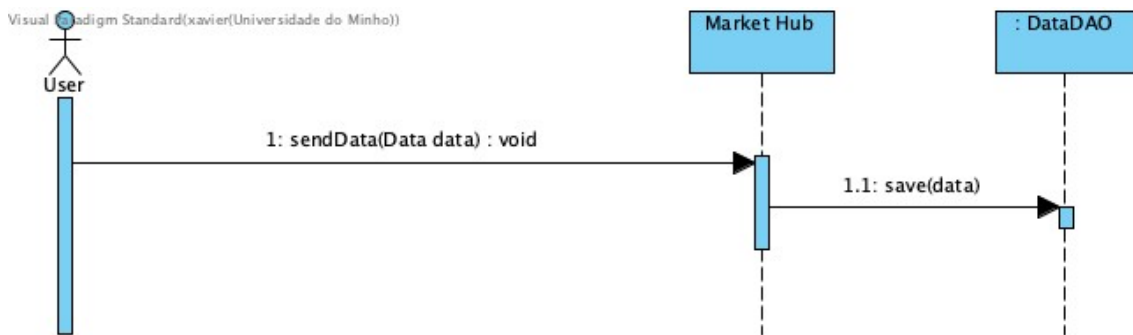 Visual Paradigm Standard(xavier(Universidade do Minho))
Market Hub
: DataDAO
User
1: sendData(Data data) : void
1.1: save(data)